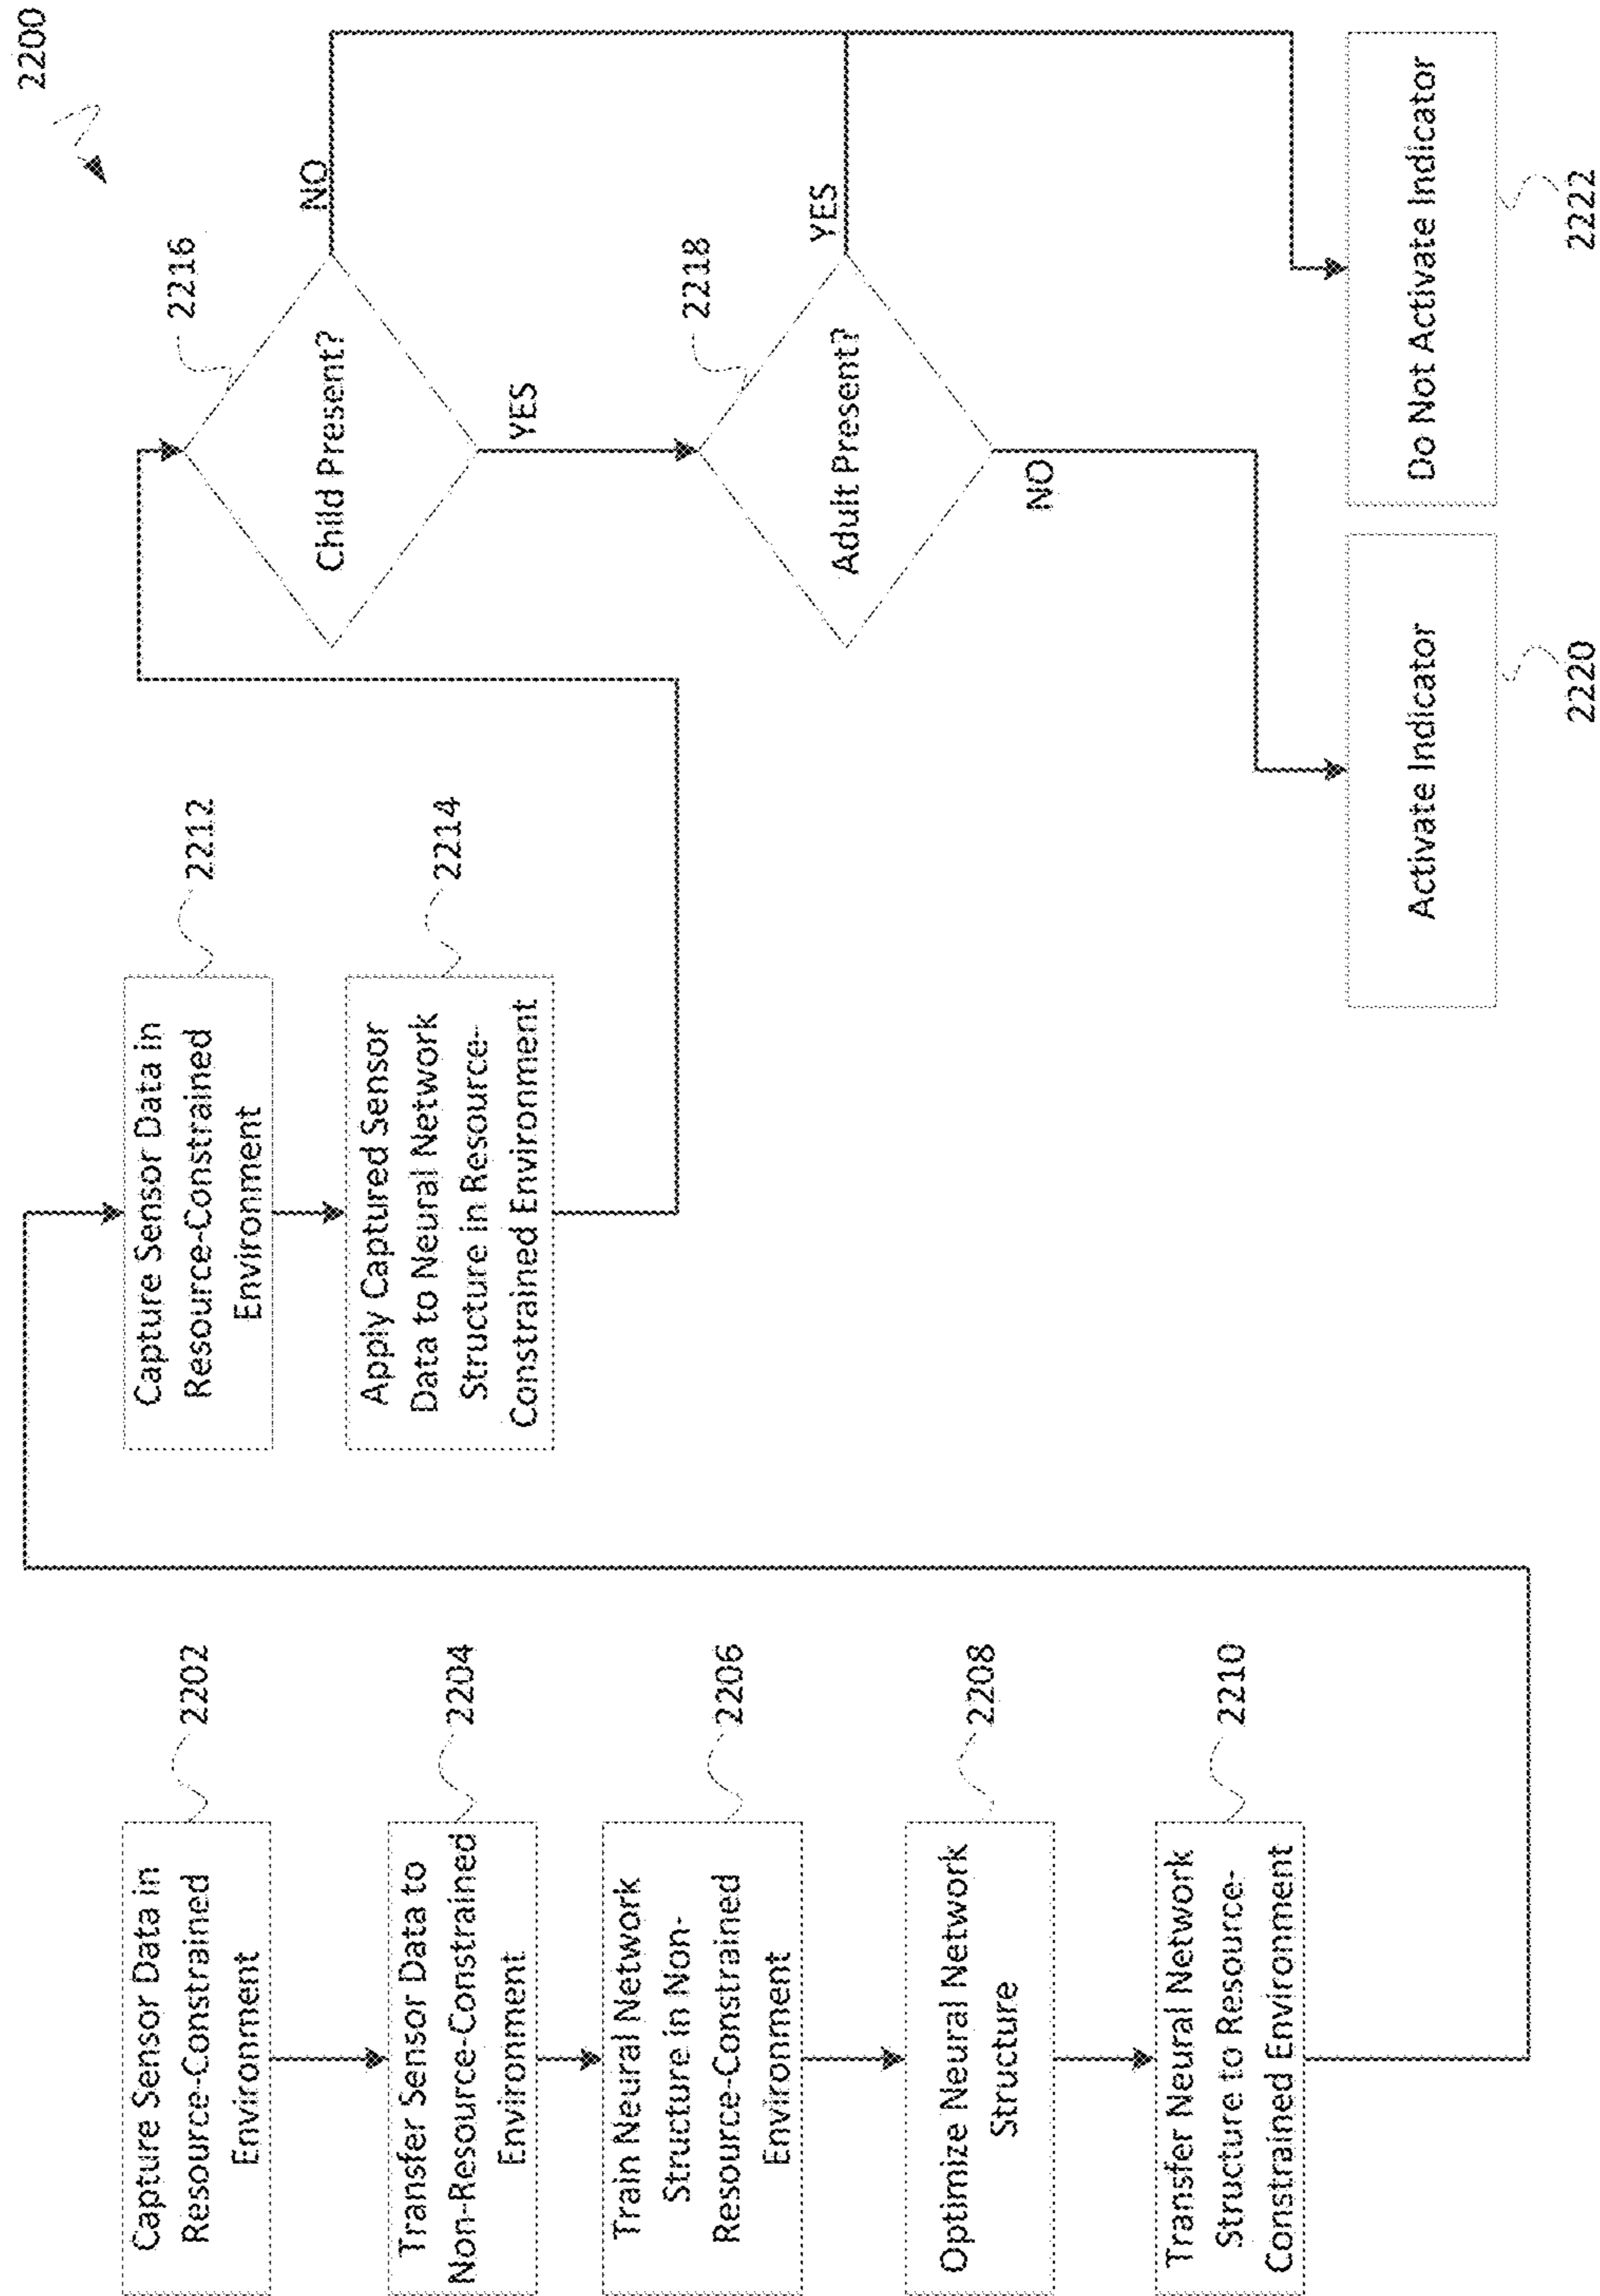 2200
Capture Sensor Data in
Resource-Constrained
Environment
2202
Transfer Sensor Data to
Non-Resource-Constrained
Environment
2204
Train Neural Network
Structure in Non-
Resource-Constrained
Environment
2206
Optimize Neural Network
Structure
2208
Transfer Neural Network
Structure to Resource-
Constrained Environment
2210
Capture Sensor Data in
Resource-Constrained
Environment
2212
Apply Captured Sensor
Data to Neural Network
Structure in Resource-
Constrained Environment
2214
Child Present?
2216
NO
YES
Adult Present?
2218
YES
NO
Activate Indicator
2220
Do Not Activate Indicator
2222